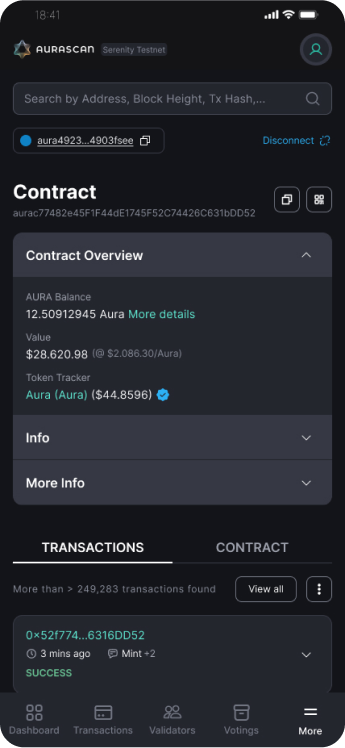 18:41
AURASCAN Serenity Testnet
Search by Address, Block Height, Tx Hash,...
aura4923...4903fsee Disconnect
Contract
aurac77482e45F1F44dE1745F52C74426C631bDD52
Contract Overview
AURA Balance
12.50912945 Aura More details
Value
$28.620.98 (@ $2.086.30/Aura)
Token Tracker
Aura (Aura) ($44.8596)
Info
More Info
TRANSACTIONS CONTRACT
More than > 249,283 transactions found View all
0×52f774...6316DD52
3 mins ago Mint +2
SUCCESS
Dashboard Transactions Validators Votings More